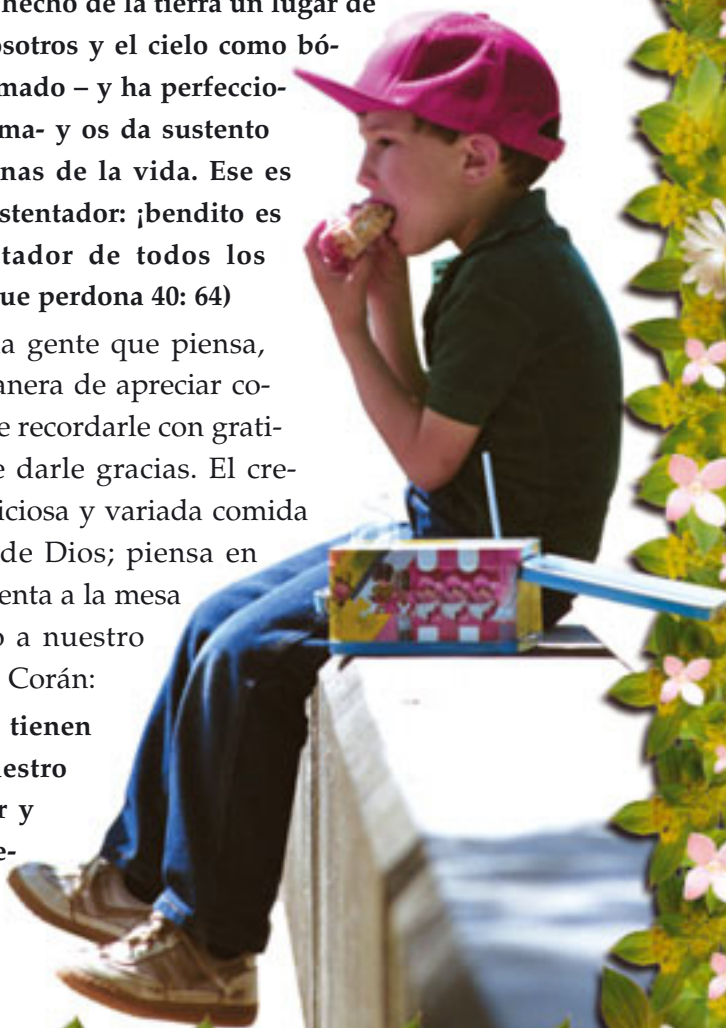 hecho de la tierra un lugar de
osotros y el cielo como bó-
mado – y ha perfeccio-
ma- y os da sustento
nas de la vida. Ese es
stentador: ¡bendito es
tador de todos los
ue perdona 40: 64)
a gente que piensa,
anera de apreciar co-
e recordarle con grati-
e darle gracias. El cre-
iciosa y variada comida
de Dios; piensa en
enta a la mesa
o a nuestro
Corán:
tienen
estro
r y
e-